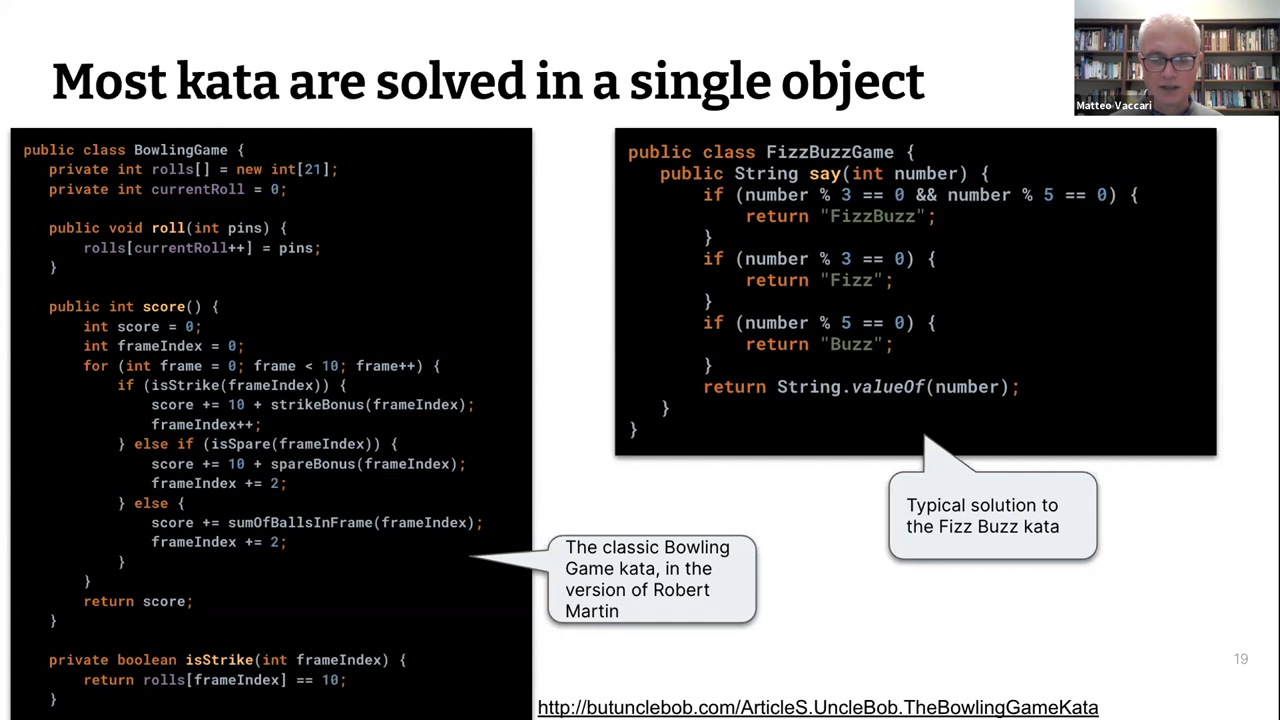 Most kata are solved in a single object
Matteo Vaccari
public class BowlingGame {
    private int rolls[] = new int[21];
    private int currentRoll = 0;

    public void roll(int pins) {
        rolls[currentRoll++] = pins;
    }

    public int score() {
        int score = 0;
        int frameIndex = 0;
        for (int frame = 0; frame < 10; frame++) {
            if (isStrike(frameIndex)) {
                score += 10 + strikeBonus(frameIndex);
                frameIndex++;
            } else if (isSpare(frameIndex)) {
                score += 10 + spareBonus(frameIndex);
                frameIndex += 2;
            } else {
                score += sumOfBallsInFrame(frameIndex);
                frameIndex += 2;
            }
        }
        return score;
    }

    private boolean isStrike(int frameIndex) {
        return rolls[frameIndex] == 10;
    }
The classic Bowling
Game kata, in the
version of Robert
Martin
public class FizzBuzzGame {
    public String say(int number) {
        if (number % 3 == 0 && number % 5 == 0) {
            return "FizzBuzz";
        }
        if (number % 3 == 0) {
            return "Fizz";
        }
        if (number % 5 == 0) {
            return "Buzz";
        }
        return String.valueOf(number);
    }
}
Typical solution to
the Fizz Buzz kata
19
http://butunclebob.com/ArticleS.UncleBob.TheBowlingGameKata